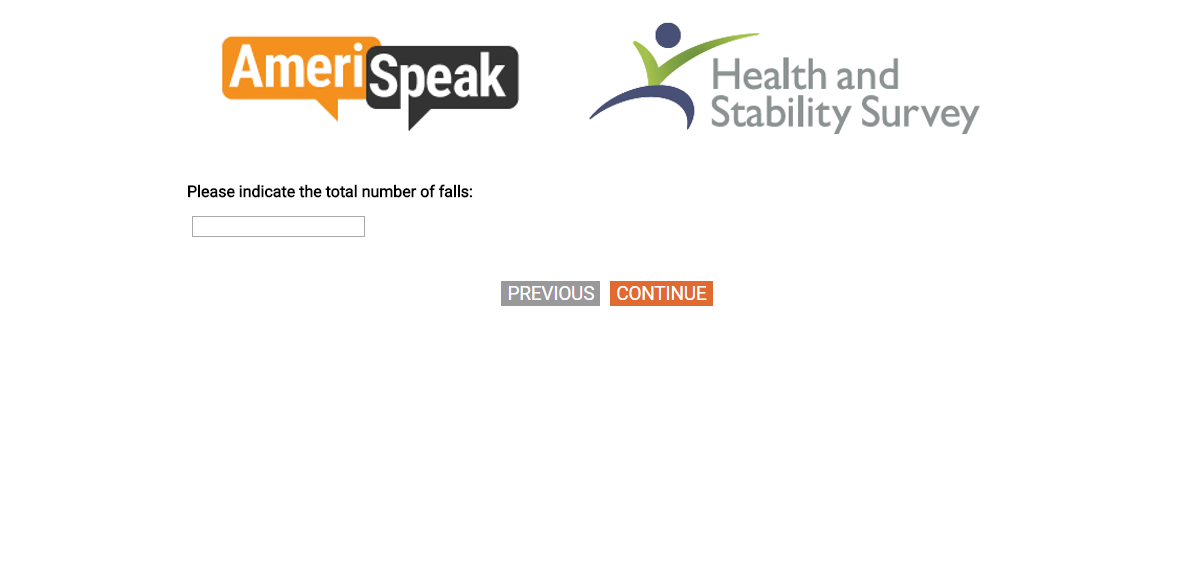 AmeriSpeak
Health and
Stability Survey
Please indicate the total number of falls:
PREVIOUS CONTINUE